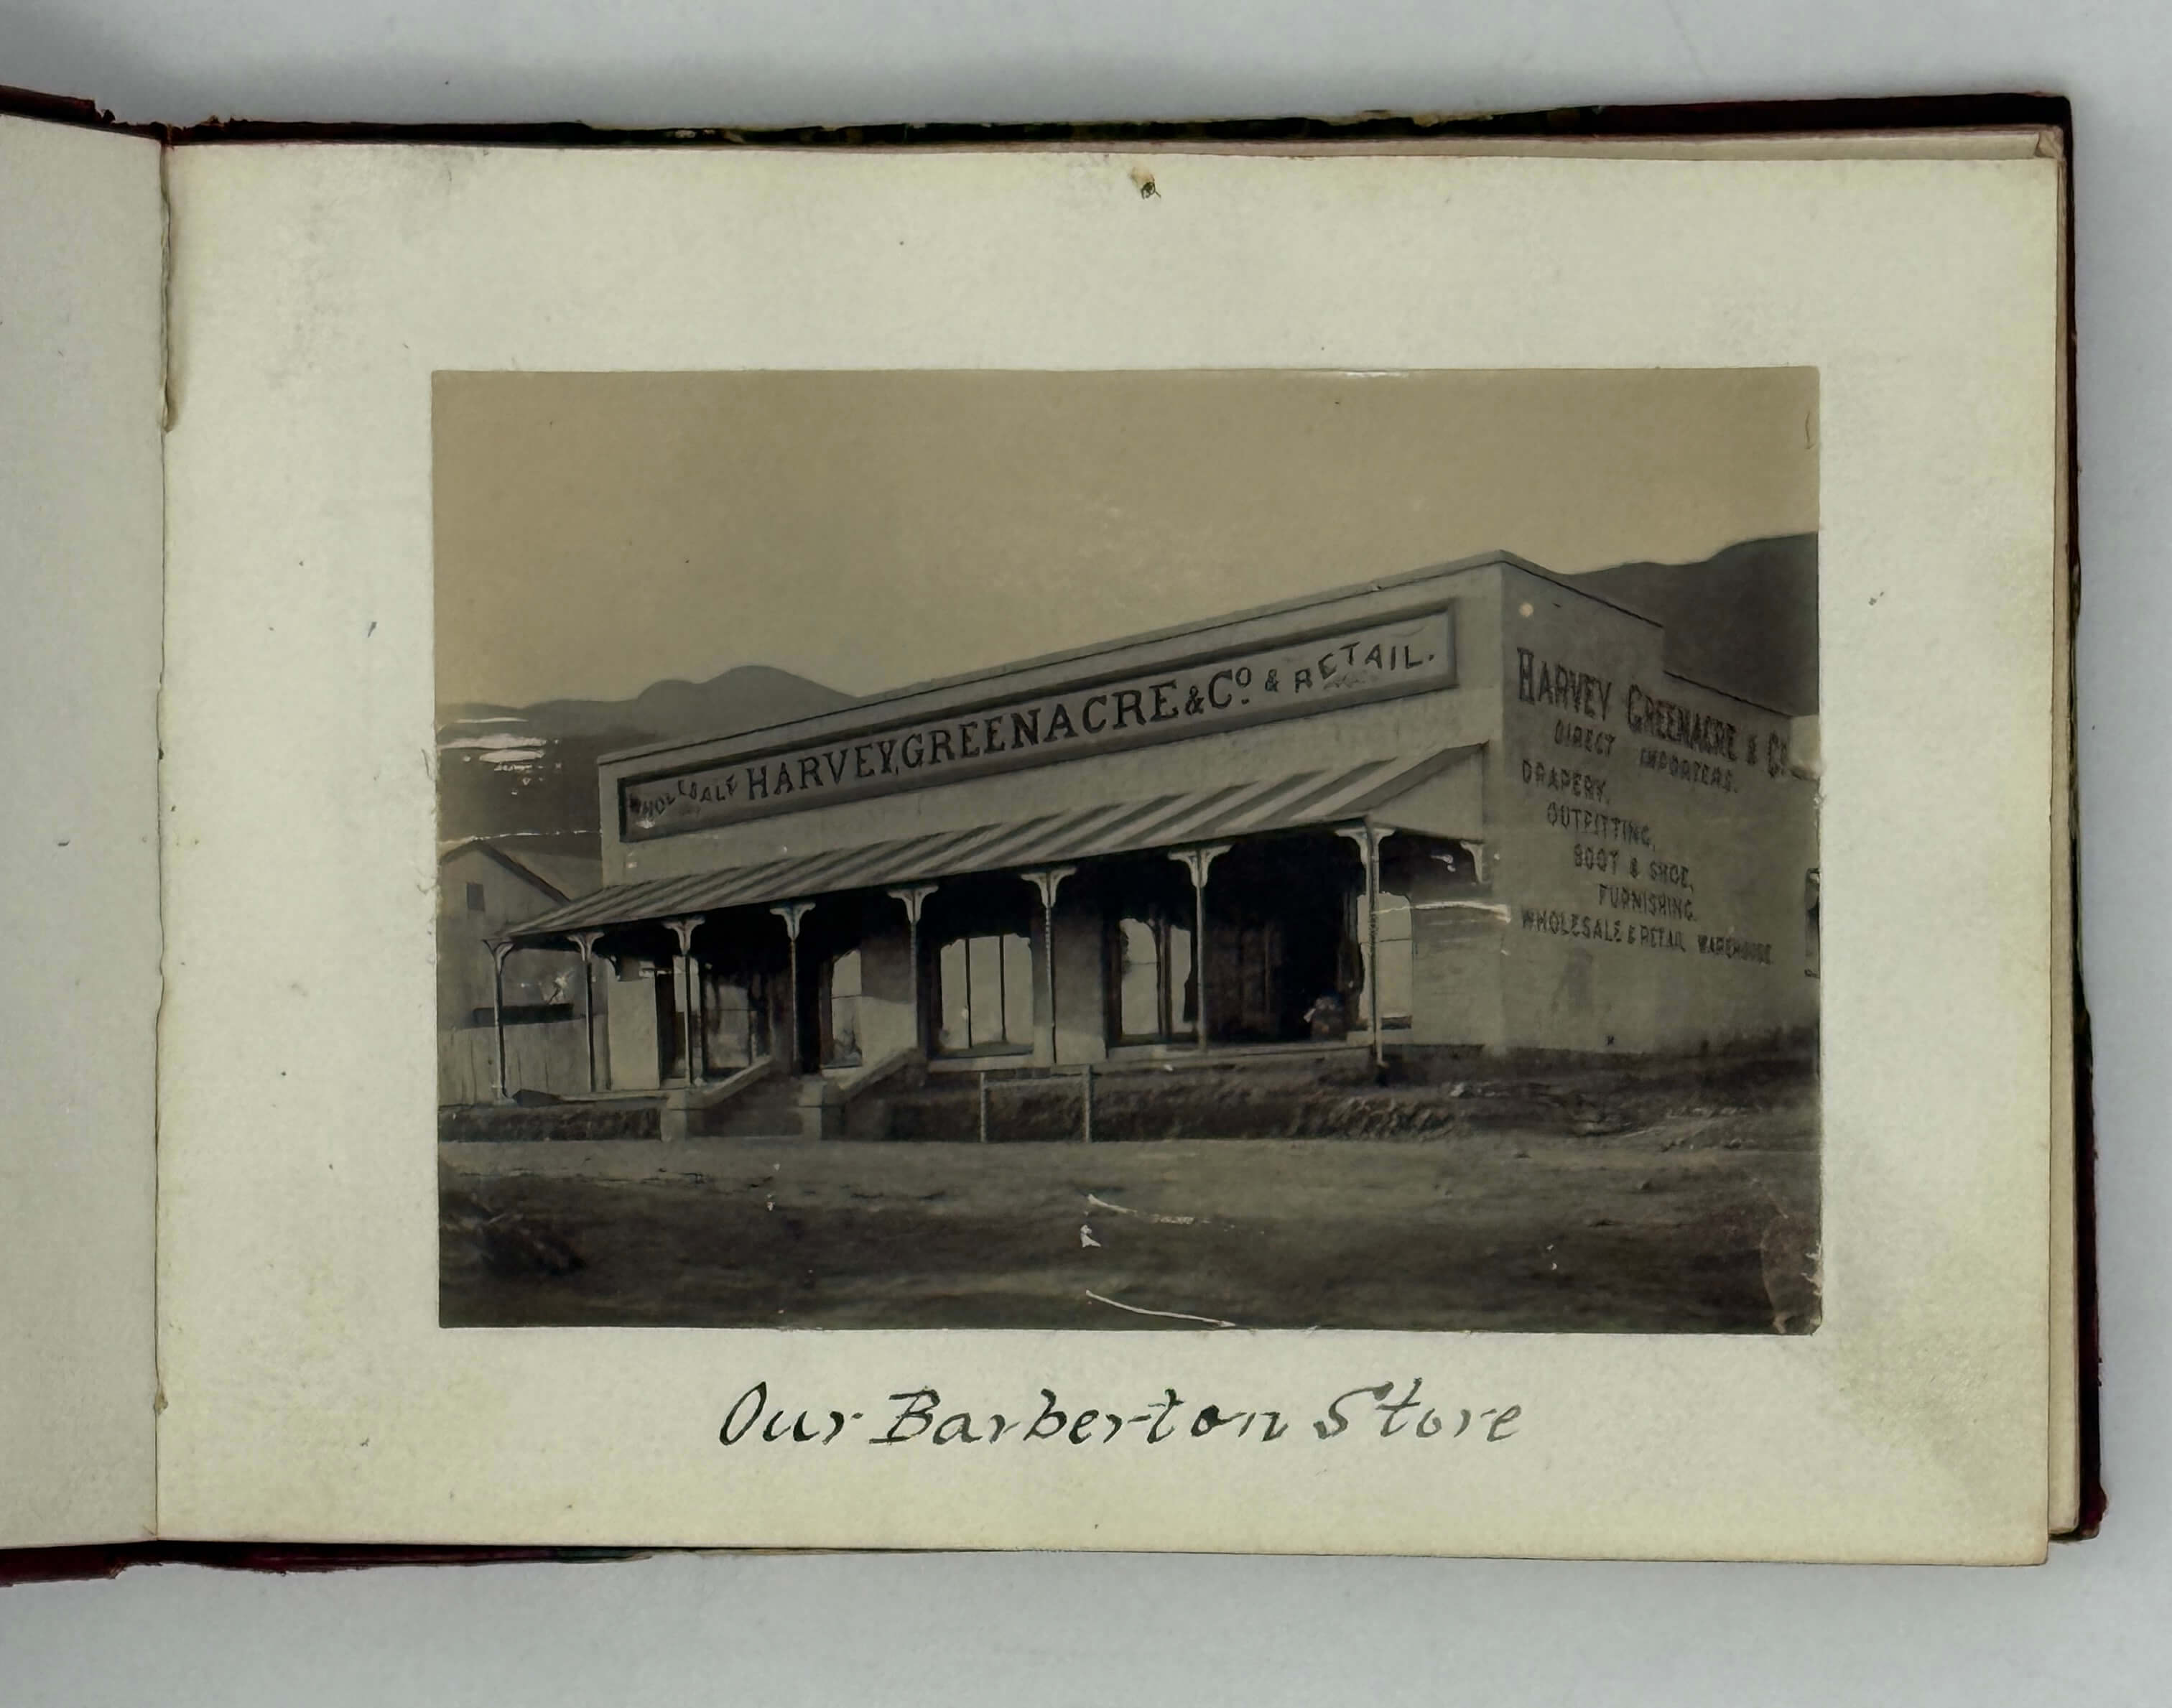 WHOLESALE HARVEY, GREENACRE & Co & RETAIL.
HARVEY GREENACRE & Co
DIRECT IMPORTERS.
DRAPERY,
OUTFITTING,
BOOT & SHOE,
FURNISHING
WHOLESALE & RETAIL WAREHOUSE
Our Barberton Store